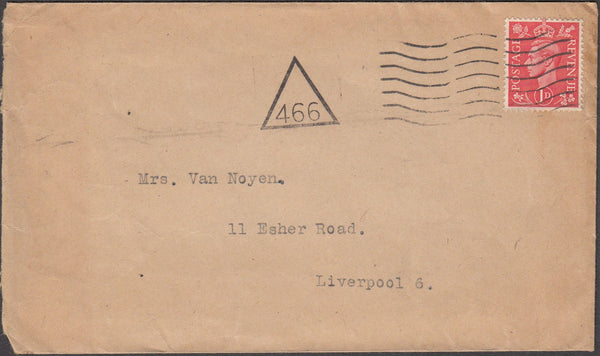 POSTAGE
REVENUE
1D
466
Mrs. Van Noyen,
11 Esher Road.
Liverpool 6.